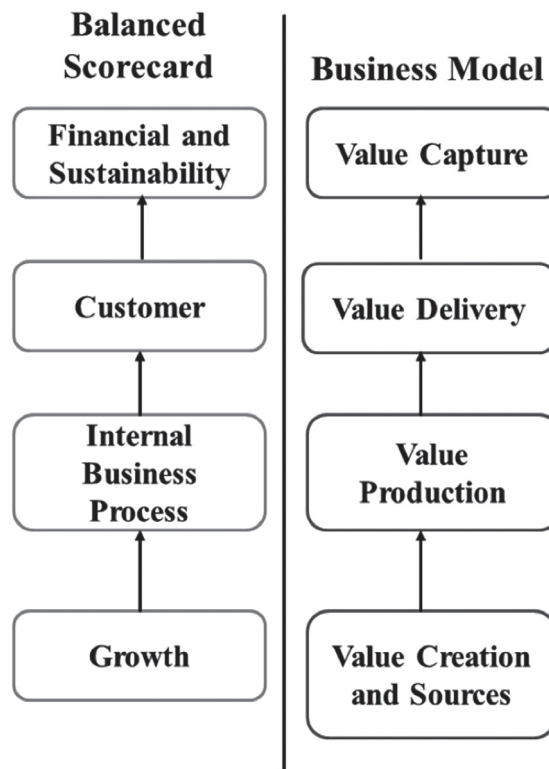 Balanced
Scorecard
Financial and
Sustainability
Customer
Internal
Business
Process
Growth
Business Model
Value Capture
Value Delivery
Value
Production
Value Creation
and Sources